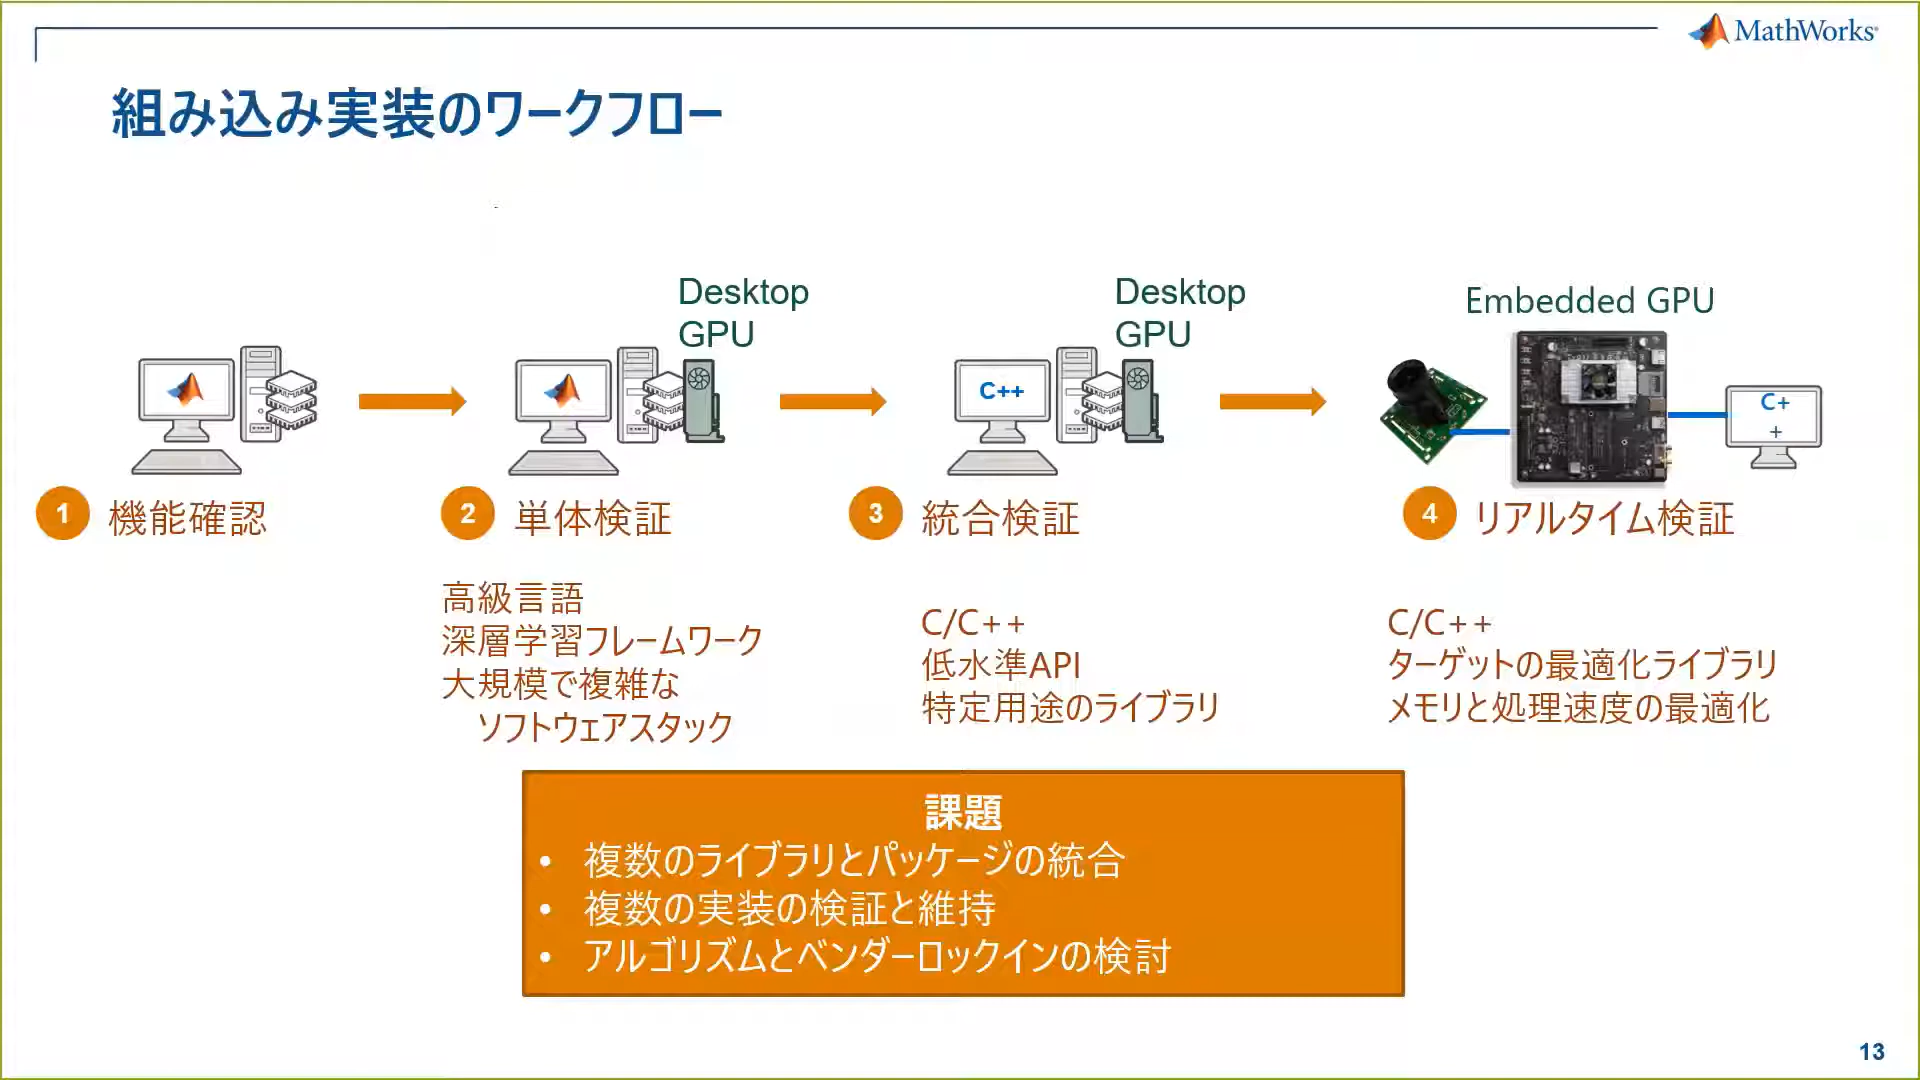 MathWorks
組み込み実装のワークフロー
Desktop
GPU
Desktop
GPU
Embedded GPU
C++
C+
+
1 機能確認
2 単体検証
3 統合検証
4 リアルタイム検証
高級言語
深層学習フレームワーク
大規模で複雑な
ソフトウェアスタック
C/C++
低水準API
特定用途のライブラリ
C/C++
ターゲットの最適化ライブラリ
メモリと処理速度の最適化
課題
• 複数のライブラリとパッケージの統合
• 複数の実装の検証と維持
• アルゴリズムとベンダーロックインの検討
13